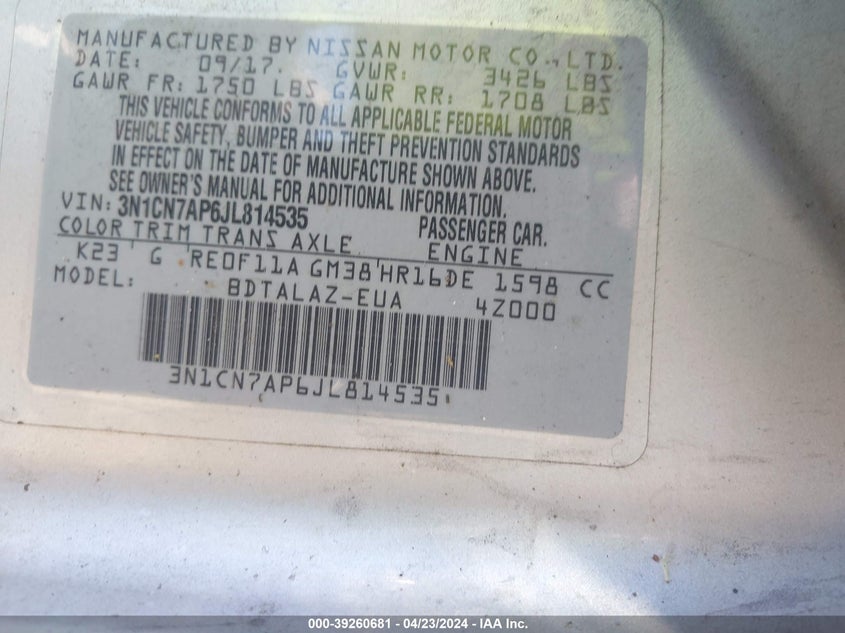 MANUFACTURED BY NISSAN MOTOR CO., LTD.
DATE: 09/17. GVWR: 3426 LBS
GAWR FR: 1750 LBS GAWR RR: 1708 LBS
THIS VEHICLE CONFORMS TO ALL APPLICABLE FEDERAL MOTOR
VEHICLE SAFETY, BUMPER AND THEFT PREVENTION STANDARDS
IN EFFECT ON THE DATE OF MANUFACTURE SHOWN ABOVE.
SEE OWNER'S MANUAL FOR ADDITIONAL INFORMATION.
VIN: 3N1CN7AP6JL814535 PASSENGER CAR.
COLOR TRIM TRANS AXLE ENGINE
K23 G RE0F11A GM38 HR16DE 1598 CC
MODEL: BDTALAZ-EUA 4Z000
3N1CN7AP6JL814535
000-39260681 - 04/23/2024 - IAA Inc.